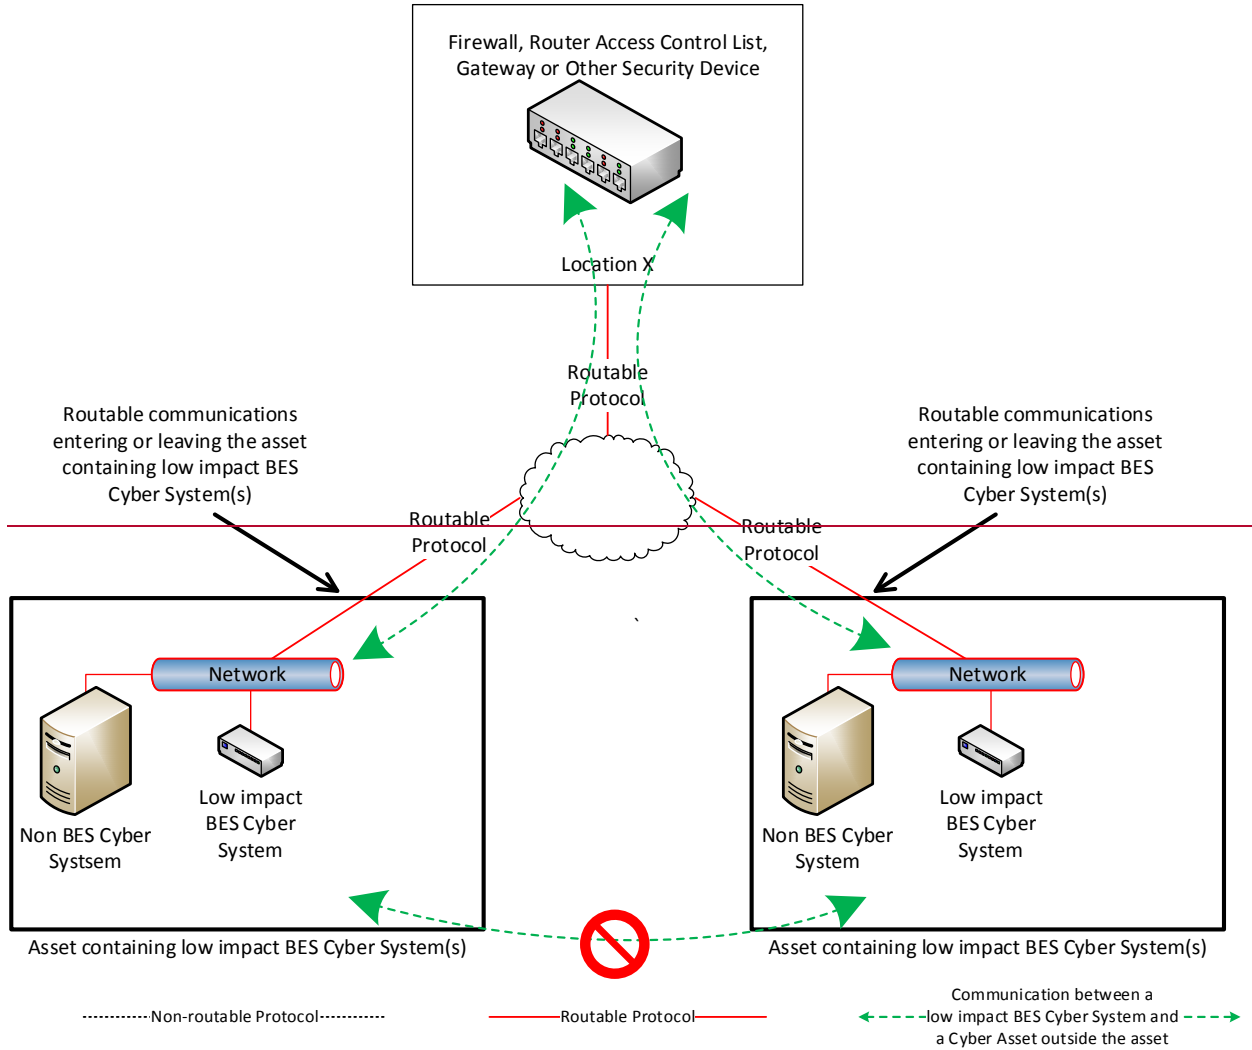 Firewall, Router Access Control List,
Gateway or Other Security Device
Location X
Routable
Protocol
Routable communications
entering or leaving the asset
containing low impact BES
Cyber System(s)
Routable communications
entering or leaving the asset
containing low impact BES
Cyber System(s)
Routable
Protocol
Routable
Protocol
Network
Non BES Cyber
Systsem
Low impact
BES Cyber
System
Network
Non BES Cyber
System
Low impact
BES Cyber
System
Asset containing low impact BES Cyber System(s)
Asset containing low impact BES Cyber System(s)
Non-routable Protocol
Routable Protocol
Communication between a
low impact BES Cyber System and
a Cyber Asset outside the asset